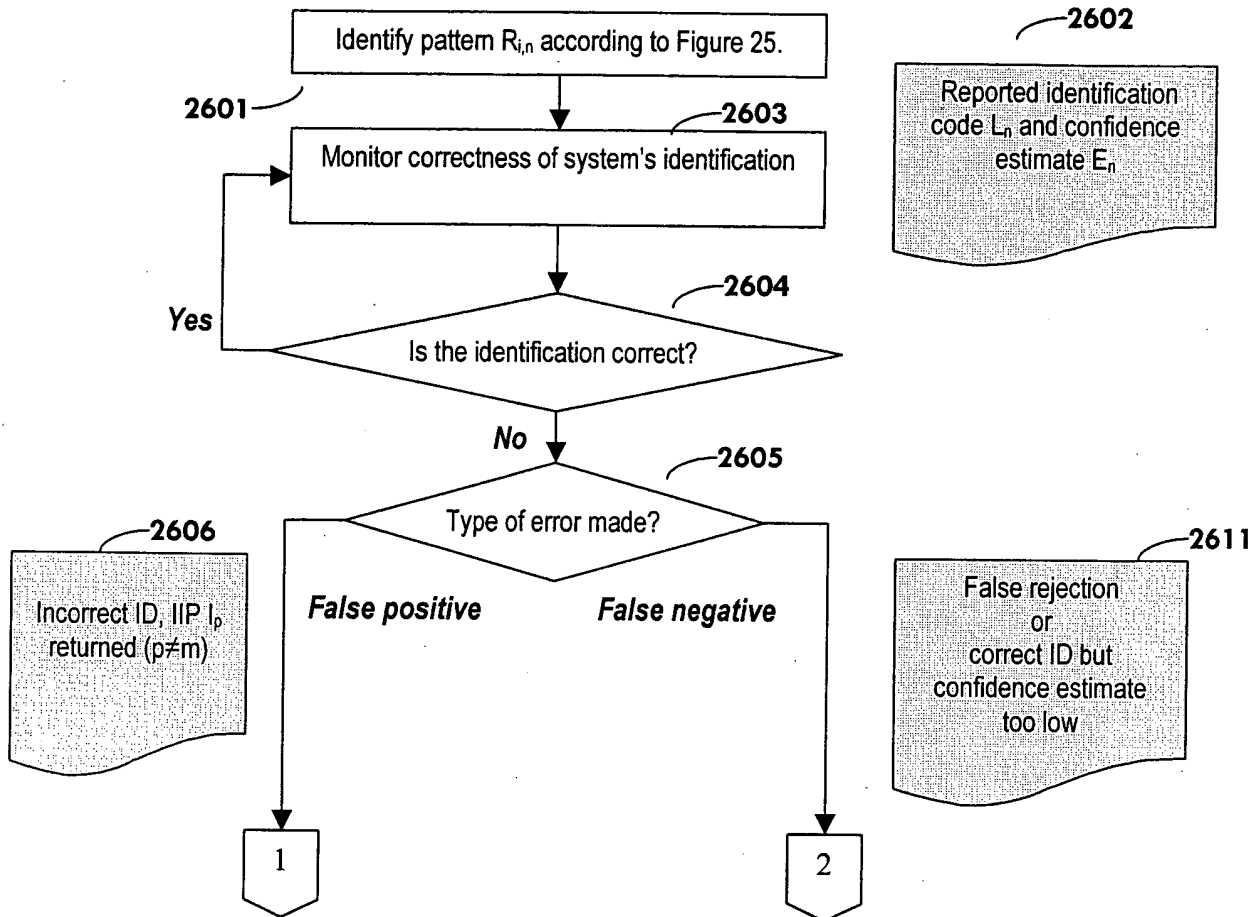 Identify pattern Ri,n according to Figure 25.
2602
2601
Reported identification
code Ln and confidence
estimate En
2603
Monitor correctness of system's identification
2604
Yes
Is the identification correct?
No
2605
Type of error made?
2606
2611
Incorrect ID, IIP Ip
returned (p≠m)
False positive
False negative
False rejection
or
correct ID but
confidence estimate
too low
1
2